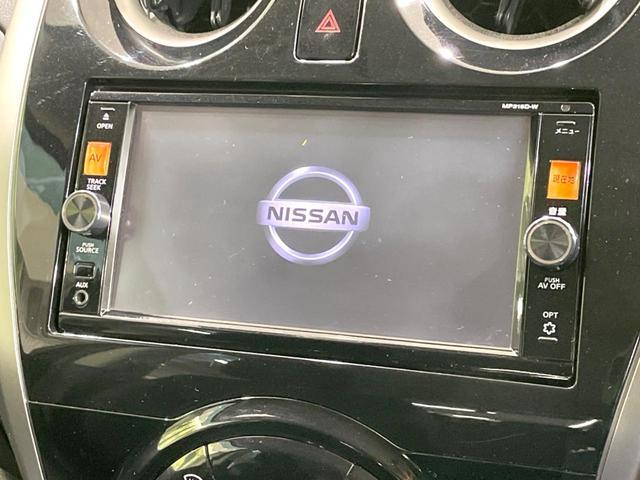 MP315D-W
OPEN
メニュー
AV
現在地
TRACK
SEEK
音量
NISSAN
PUSH
SOURCE
PUSH
AV OFF
AUX
OPT